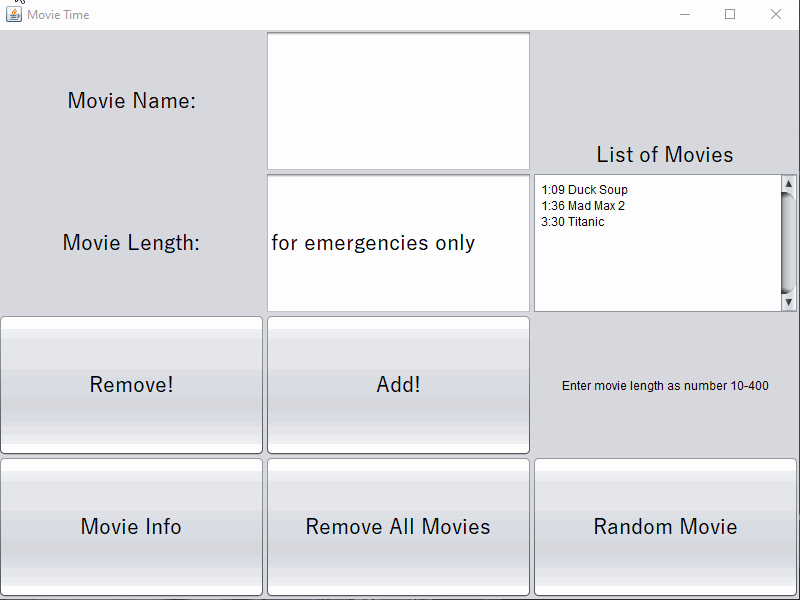 Movie Time
Movie Name:
List of Movies
Movie Length:
for emergencies only
1:09 Duck Soup
1:36 Mad Max 2
3:30 Titanic
Remove!
Add!
Enter movie length as number 10-400
Movie Info
Remove All Movies
Random Movie